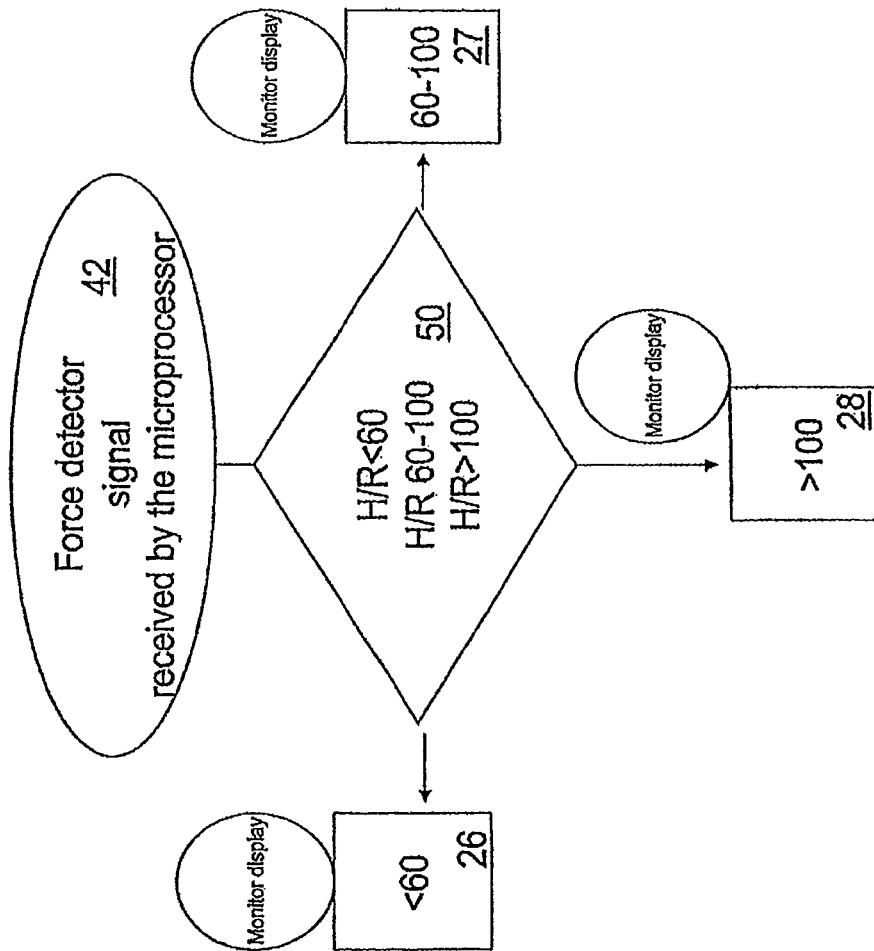 Force detector
signal 42
received by the microprocessor
H/R<60
H/R 60-100 50
H/R>100
Monitor display
<60
26
Monitor display
60-100
27
Monitor display
>100
28